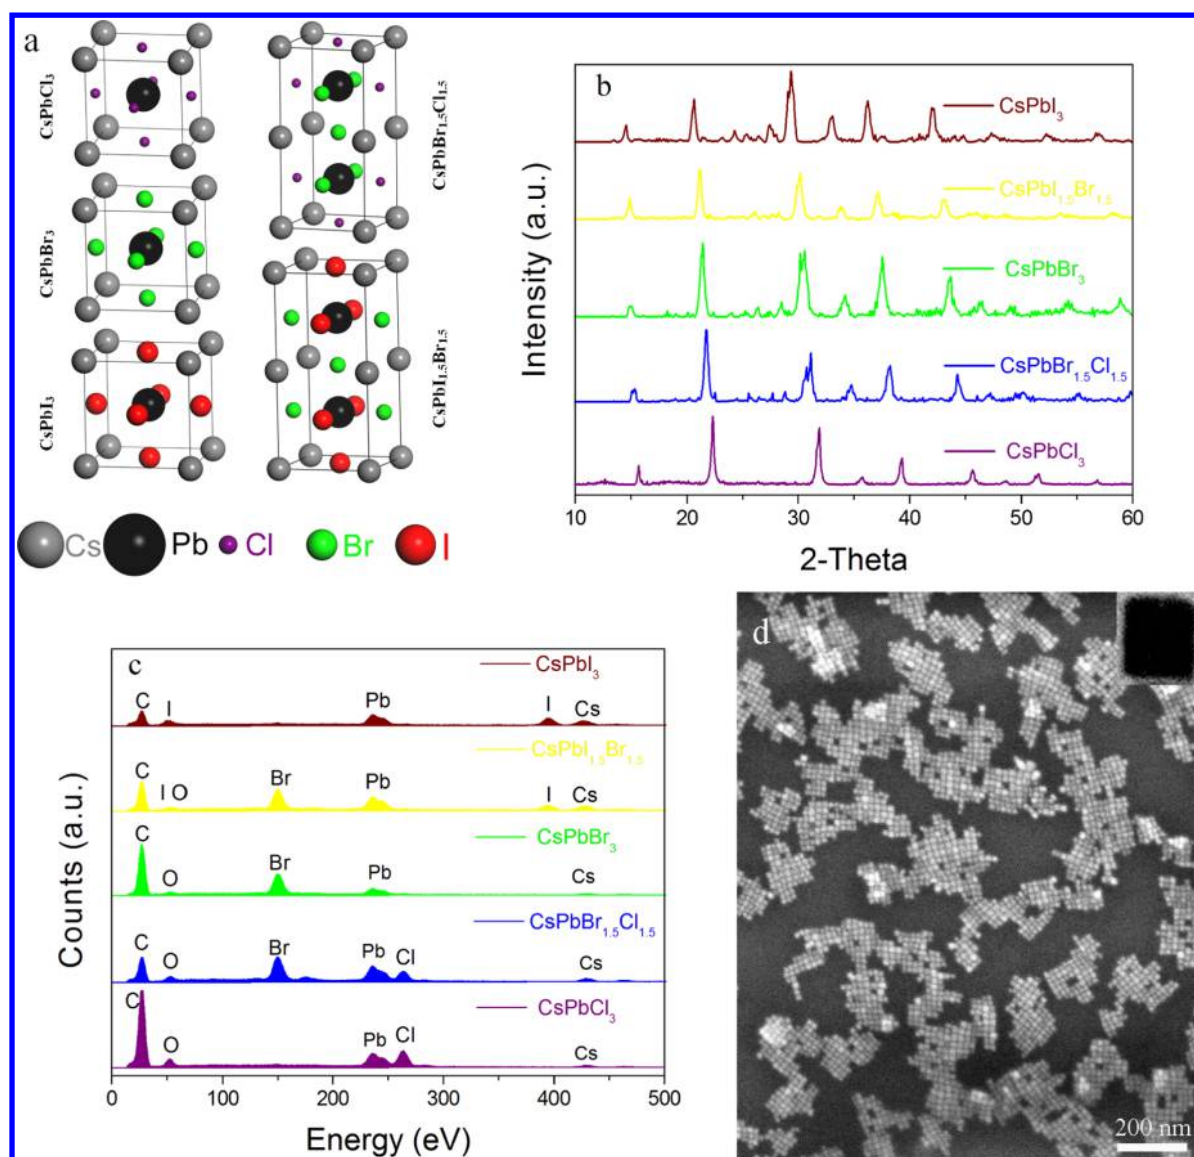 a
CsPbCl3
CsPbBr3
CsPbI3
CsPbBr1.5Cl1.5
CsPbI1.5Br1.5
Cs Pb Cl Br I
b
CsPbI3
CsPbI1.5Br1.5
CsPbBr3
CsPbBr1.5Cl1.5
CsPbCl3
Intensity (a.u.)
10 20 30 40 50 60
2-Theta
c
CsPbI3
C I Pb I Cs
CsPbI1.5Br1.5
C I O Br Pb I Cs
CsPbBr3
C O Br Pb Cs
CsPbBr1.5Cl1.5
C O Br Pb Cl Cs
CsPbCl3
C O Pb Cl Cs
Counts (a.u.)
0 100 200 300 400 500
Energy (eV)
d
200 nm